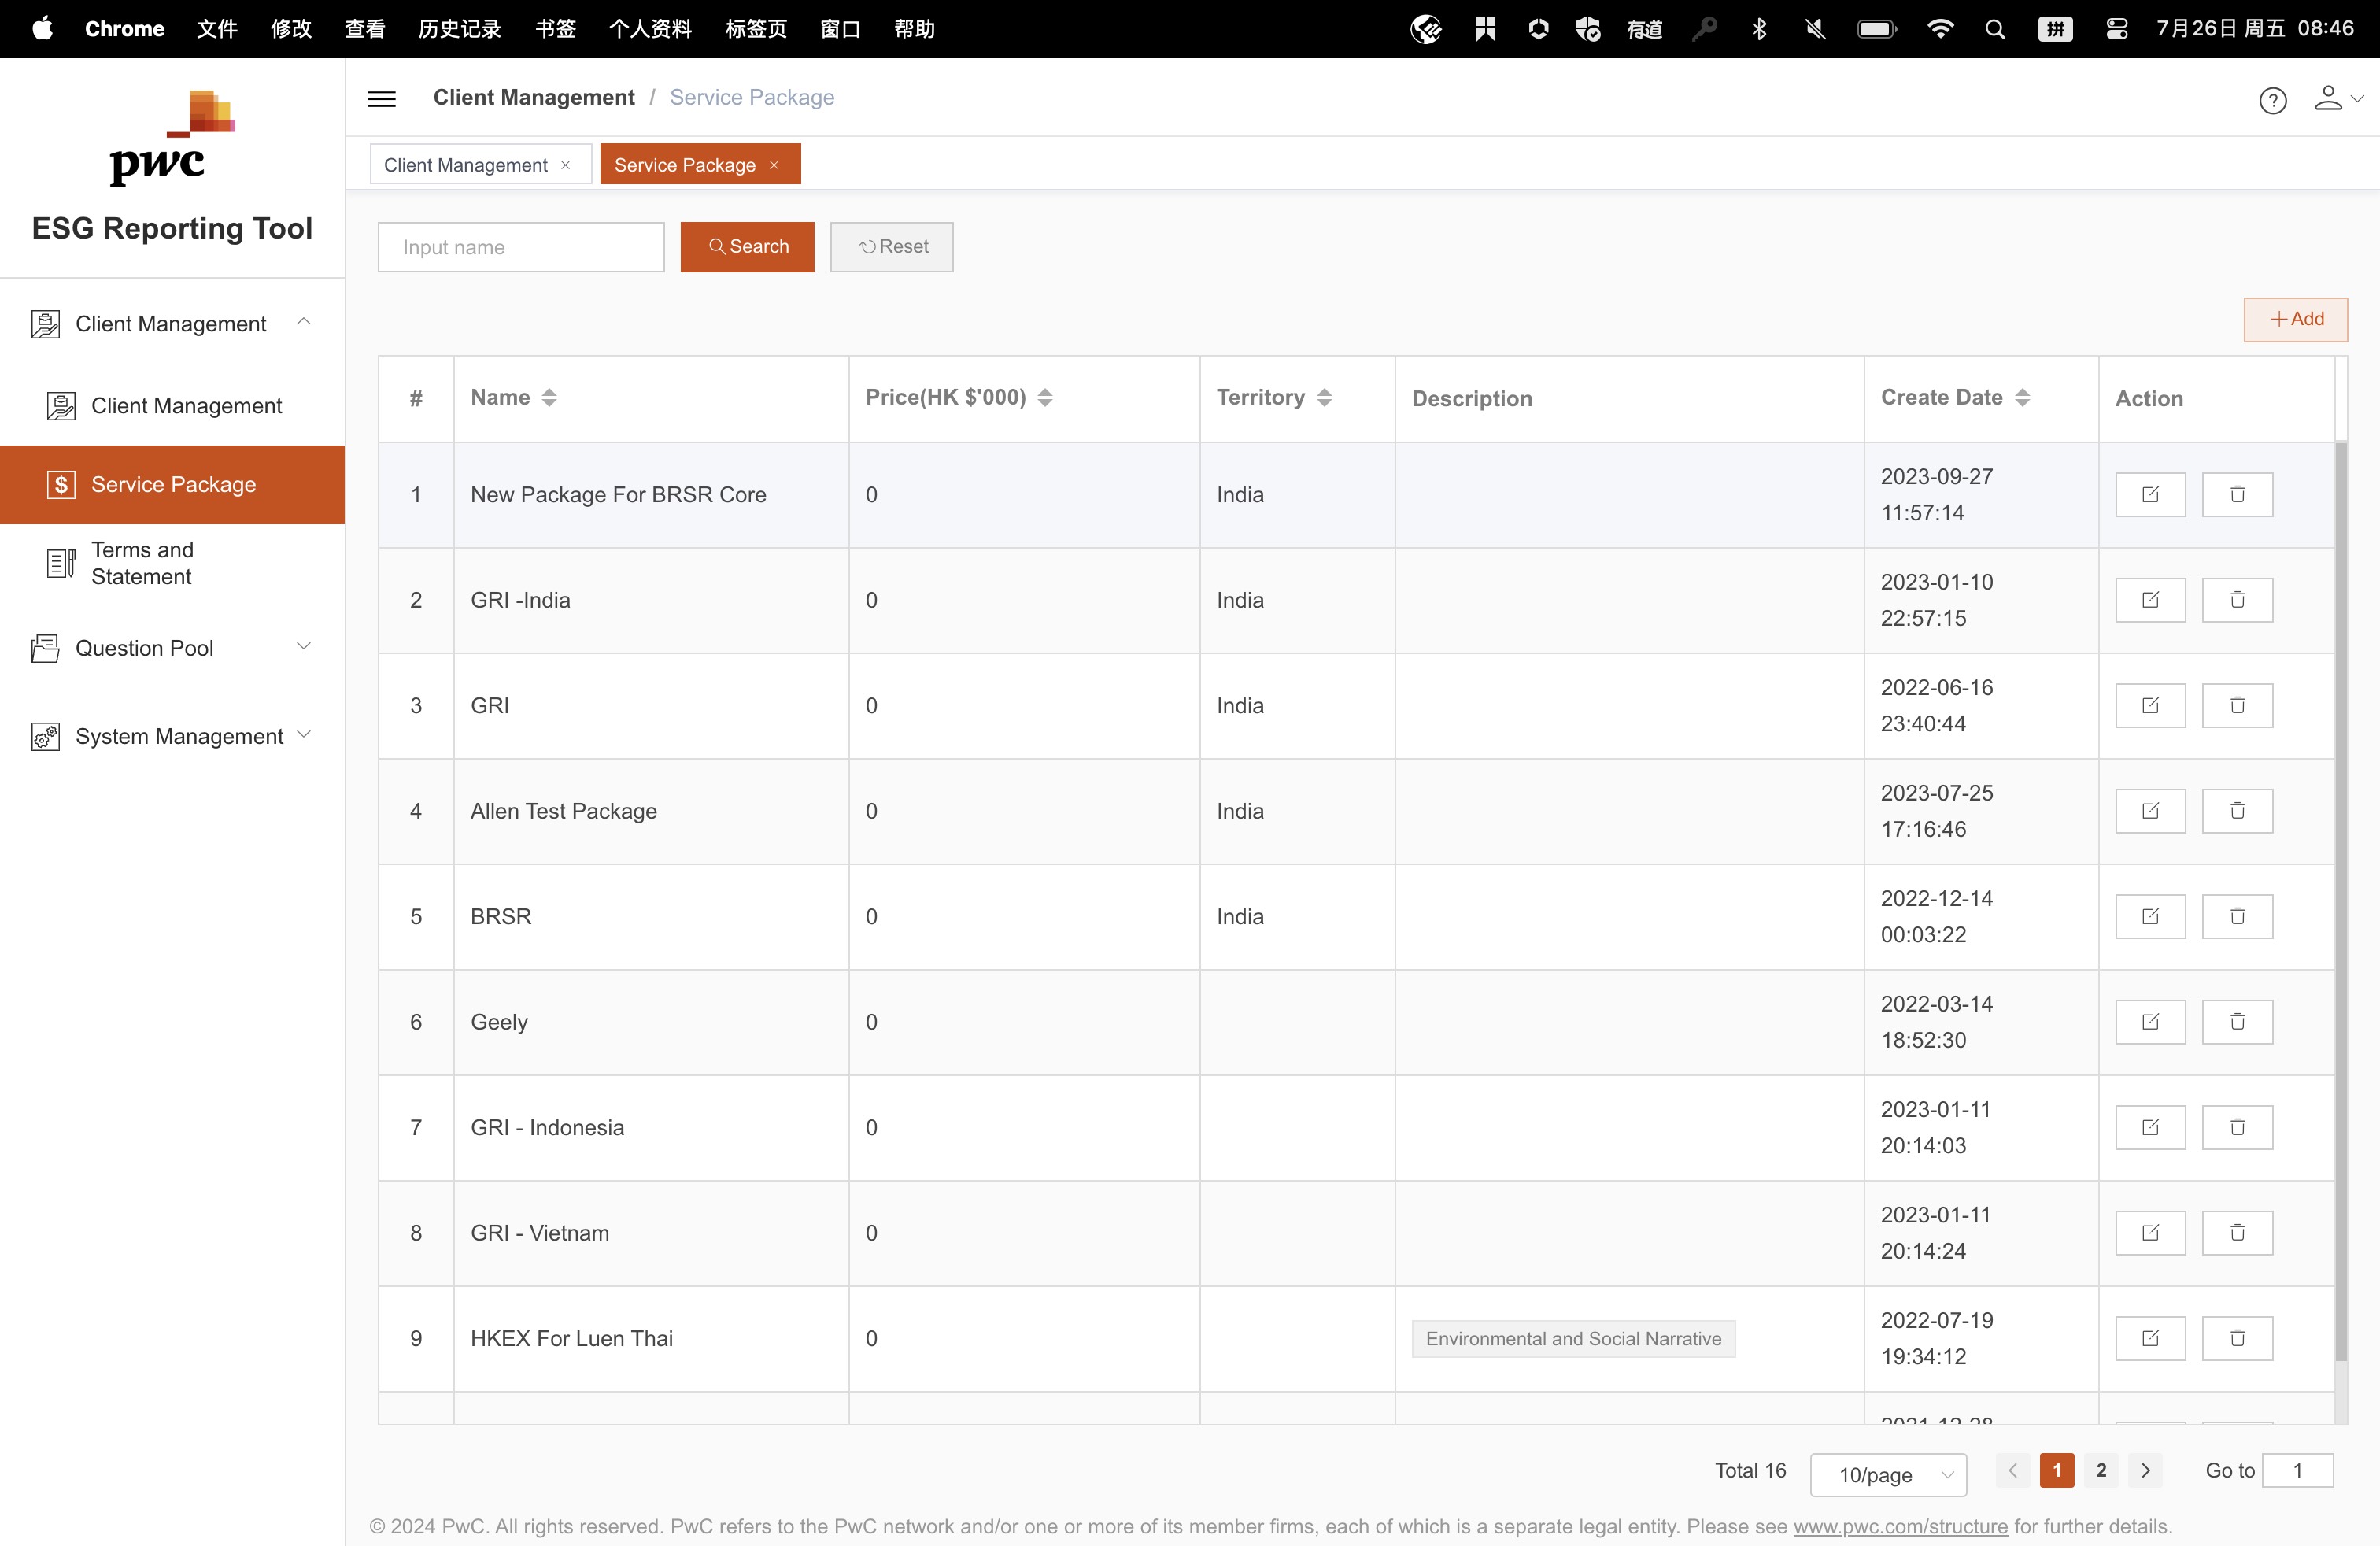 Chrome 文件 修改 查看 历史记录 书签 个人资料 标签页 窗口 帮助 有道 拼 7月26日 周五 08:46
pwc
ESG Reporting Tool
Client Management
Client Management
Service Package
Terms and
Statement
Question Pool
System Management
Client Management / Service Package
Client Management × Service Package ×
Input name Search Reset
+Add
# Name Price(HK $'000) Territory Description Create Date Action
1 New Package For BRSR Core 0 India 2023-09-27
11:57:14
2 GRI -India 0 India 2023-01-10
22:57:15
3 GRI 0 India 2022-06-16
23:40:44
4 Allen Test Package 0 India 2023-07-25
17:16:46
5 BRSR 0 India 2022-12-14
00:03:22
6 Geely 0 2022-03-14
18:52:30
7 GRI - Indonesia 0 2023-01-11
20:14:03
8 GRI - Vietnam 0 2023-01-11
20:14:24
9 HKEX For Luen Thai 0 Environmental and Social Narrative 2022-07-19
19:34:12
Total 16 10/page 1 2 Go to 1
© 2024 PwC. All rights reserved. PwC refers to the PwC network and/or one or more of its member firms, each of which is a separate legal entity. Please see www.pwc.com/structure for further details.